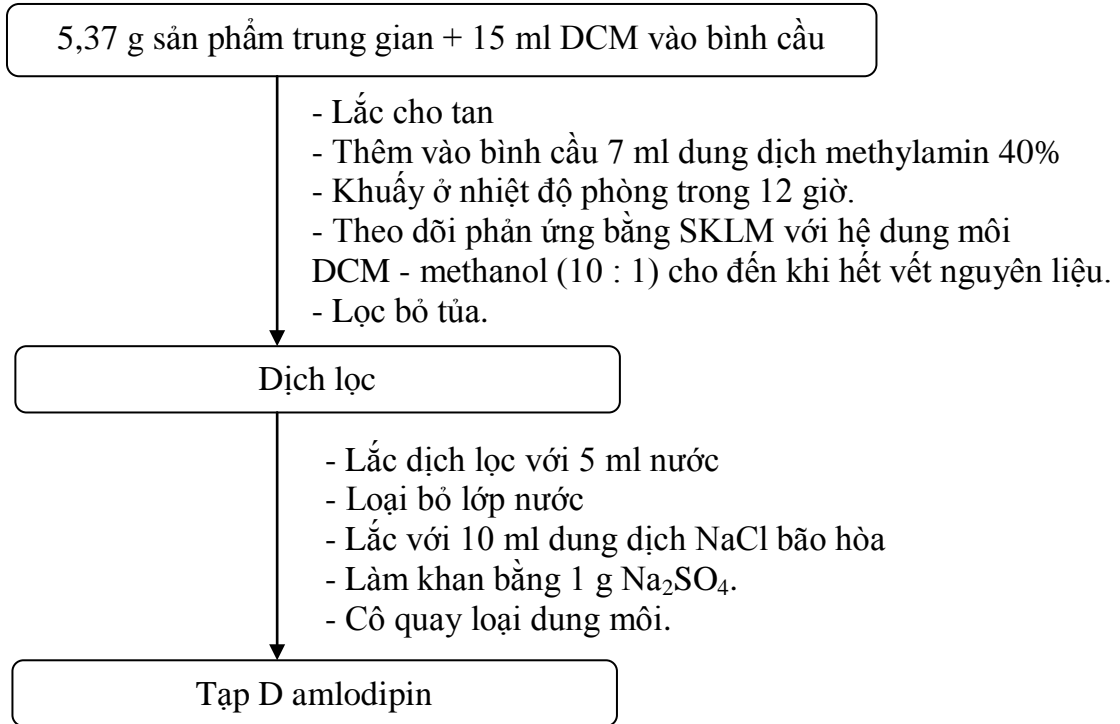 5,37 g sản phẩm trung gian + 15 ml DCM vào bình cầu
- Lắc cho tan
- Thêm vào bình cầu 7 ml dung dịch methylamin 40%
- Khuấy ở nhiệt độ phòng trong 12 giờ.
- Theo dõi phản ứng bằng SKLM với hệ dung môi
DCM - methanol (10 : 1) cho đến khi hết vết nguyên liệu.
- Lọc bỏ tủa.
Dịch lọc
- Lắc dịch lọc với 5 ml nước
- Loại bỏ lớp nước
- Lắc với 10 ml dung dịch NaCl bão hòa
- Làm khan bằng 1 g Na₂SO₄.
- Cô quay loại dung môi.
Tạp D amlodipin